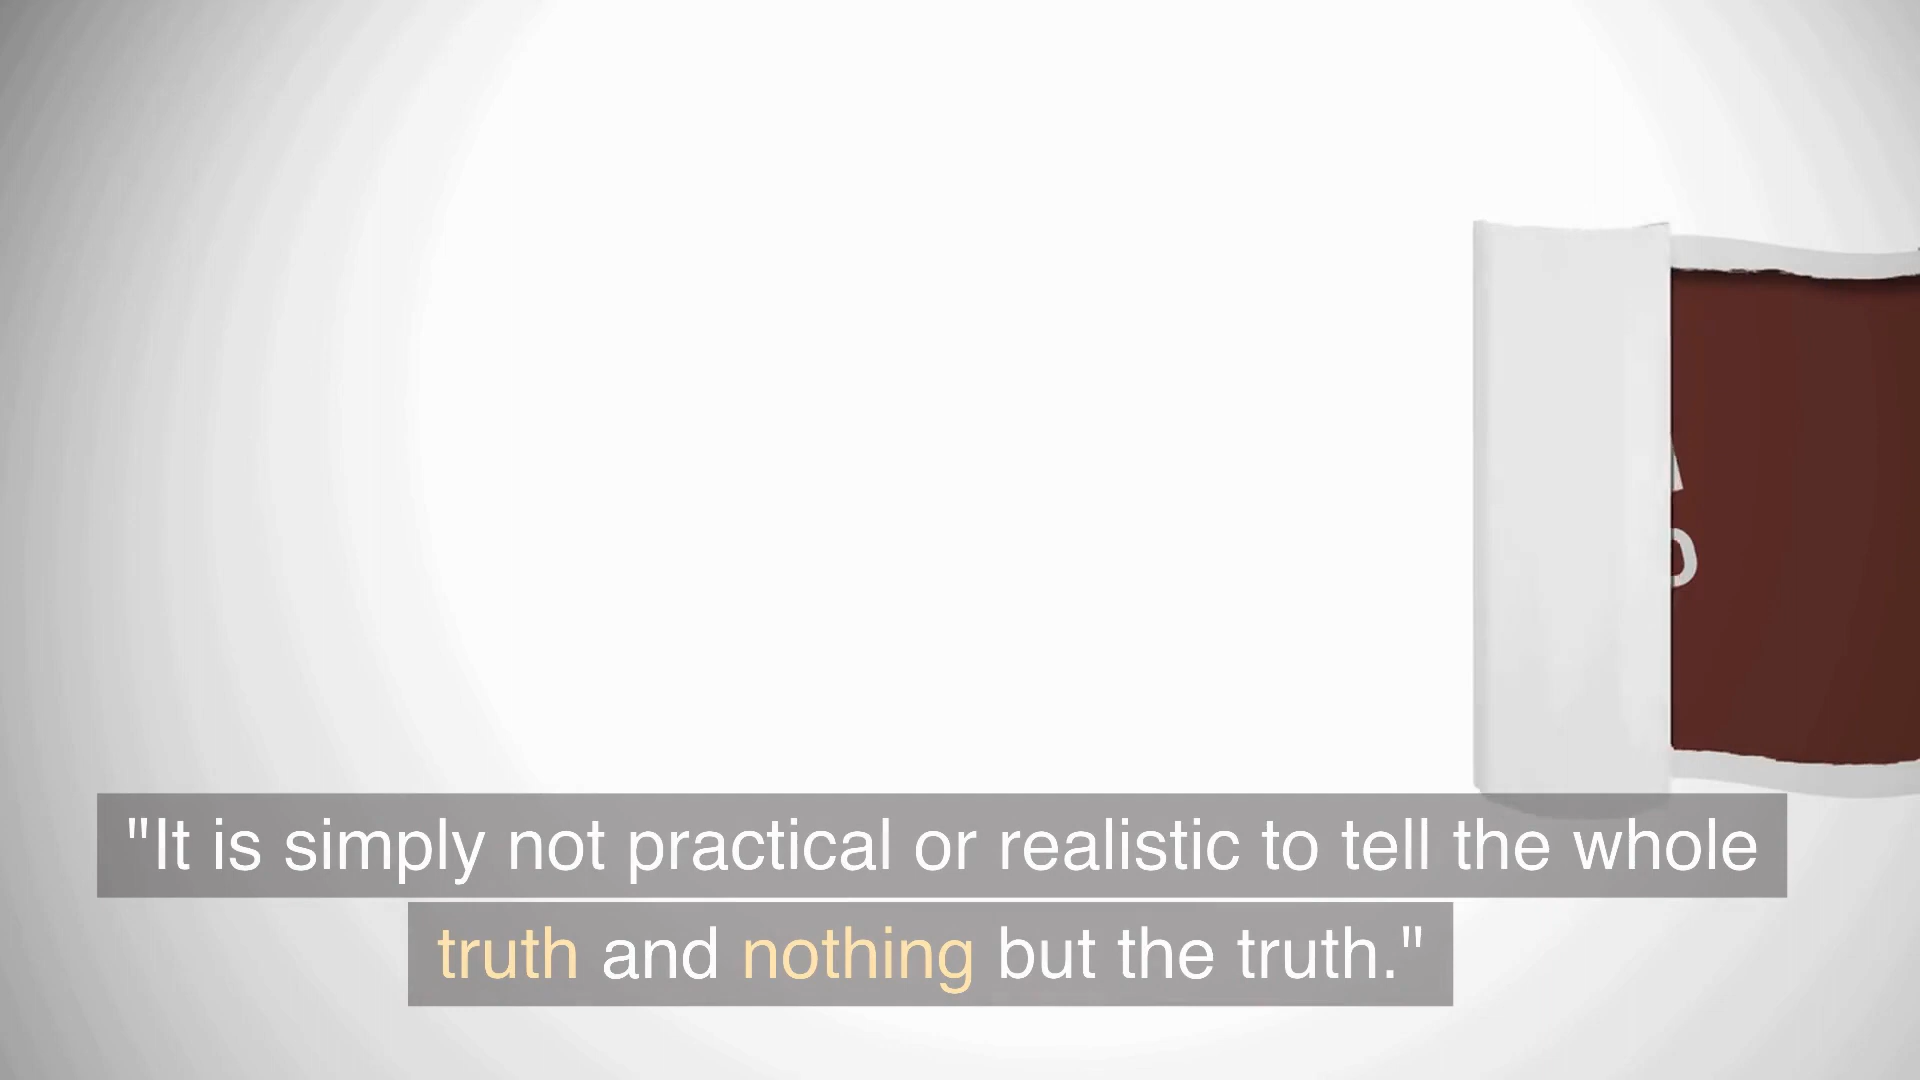 "It is simply not practical or realistic to tell the whole
truth and nothing but the truth."